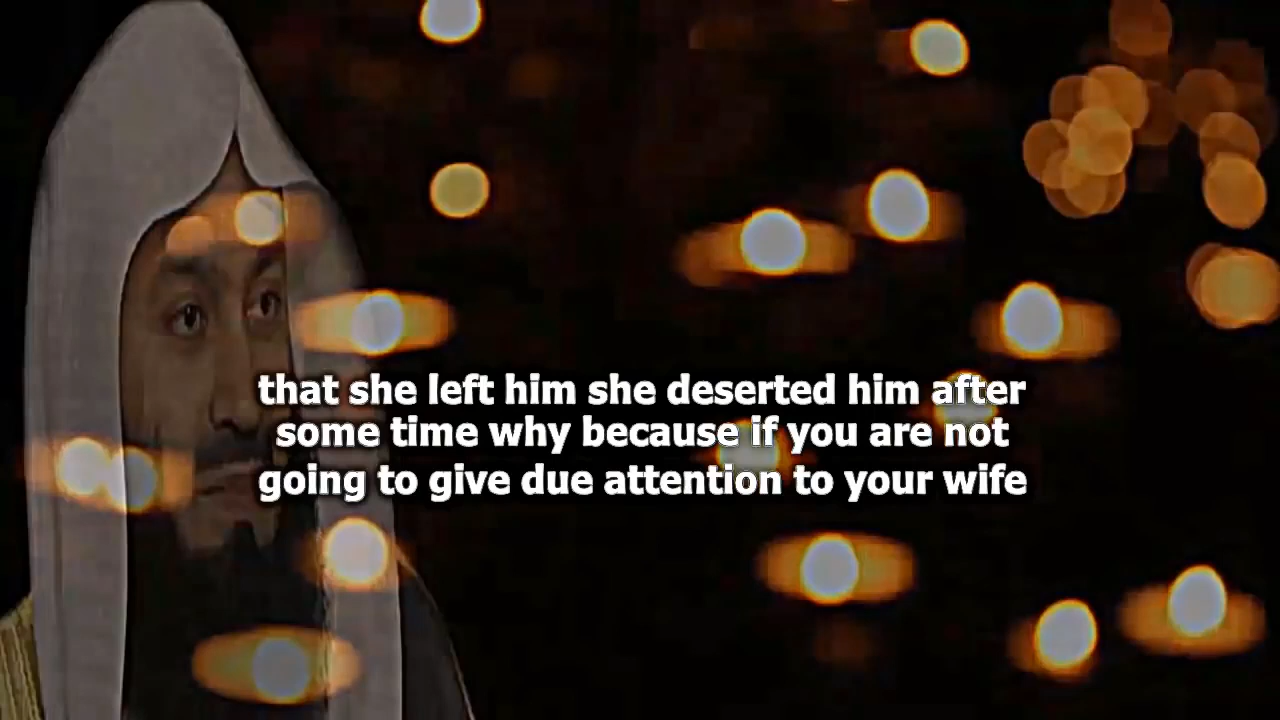 that she left him she deserted him after
some time why because if you are not
going to give due attention to your wife